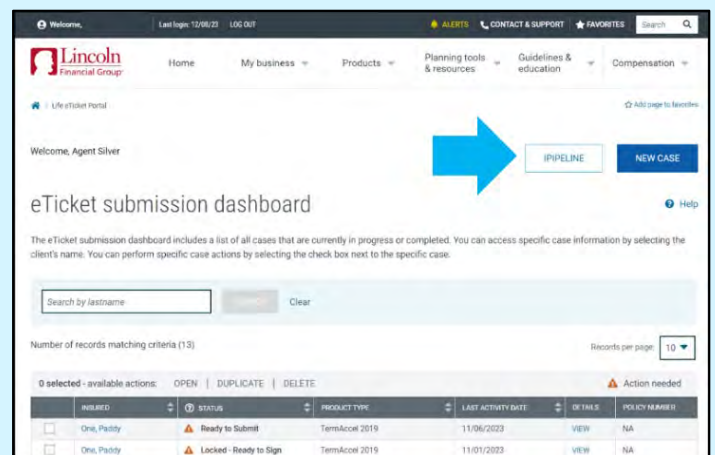 Welcome, Last login: 12/08/23 LOG OUT ALERTS CONTACT & SUPPORT FAVORITES Search
Lincoln
Financial Group®
Home My business Products Planning tools & resources Guidelines & education Compensation
Life eTicket Portal Add page to favorites
Welcome, Agent Silver
IPIPELINE NEW CASE
eTicket submission dashboard Help
The eTicket submission dashboard includes a list of all cases that are currently in progress or completed. You can access specific case information by selecting the
client's name. You can perform specific case actions by selecting the check box next to the specific case.
Search by lastname Clear
Number of records matching criteria (13) Records per page: 10
0 selected - available actions: OPEN | DUPLICATE | DELETE Action needed
INSURED STATUS PRODUCT TYPE LAST ACTIVITY DATE DETAILS POLICY NUMBER
One, Paddy Ready to Submit TermAccel 2019 11/06/2023 VIEW NA
One, Paddy Locked - Ready to Sign TermAccel 2019 11/01/2023 VIEW NA